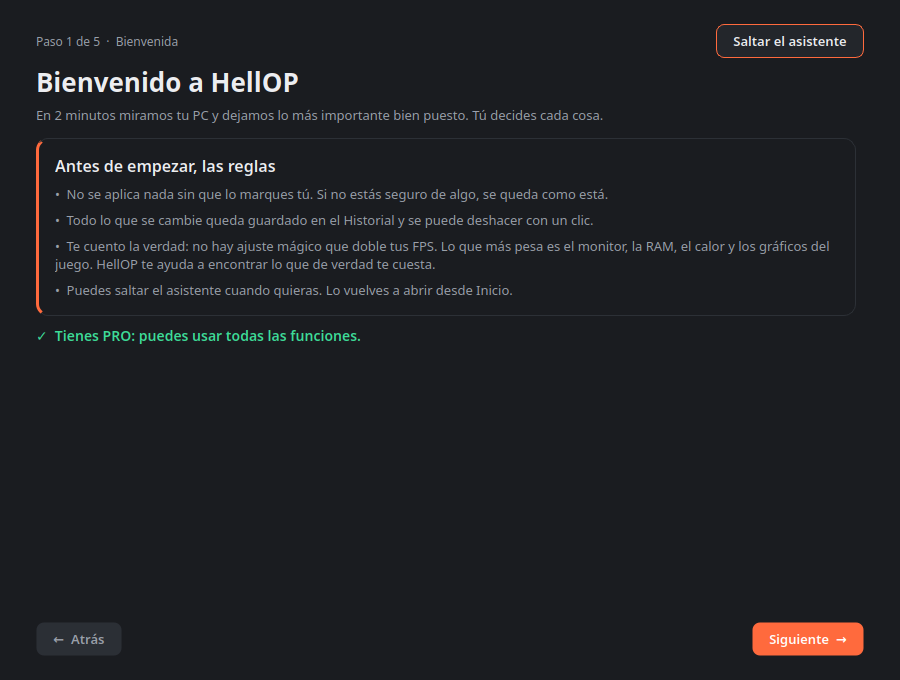 Paso 1 de 5 · Bienvenida
Saltar el asistente
Bienvenido a HellOP
En 2 minutos miramos tu PC y dejamos lo más importante bien puesto. Tú decides cada cosa.
Antes de empezar, las reglas
• No se aplica nada sin que lo marques tú. Si no estás seguro de algo, se queda como está.
• Todo lo que se cambie queda guardado en el Historial y se puede deshacer con un clic.
• Te cuento la verdad: no hay ajuste mágico que doble tus FPS. Lo que más pesa es el monitor, la RAM, el calor y los gráficos del
juego. HellOP te ayuda a encontrar lo que de verdad te cuesta.
• Puedes saltar el asistente cuando quieras. Lo vuelves a abrir desde Inicio.
✓ Tienes PRO: puedes usar todas las funciones.
← Atrás
Siguiente →